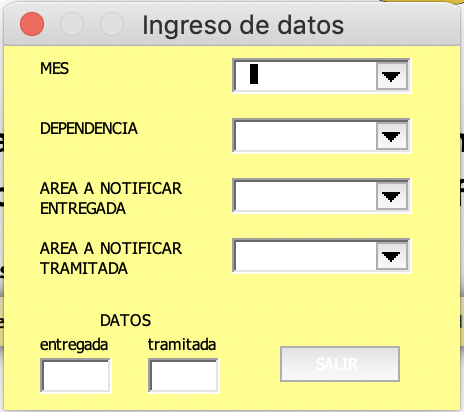 Ingreso de datos
MES
DEPENDENCIA
AREA A NOTIFICAR
ENTREGADA
AREA A NOTIFICAR
TRAMITADA
DATOS
entregada
tramitada
SALIR